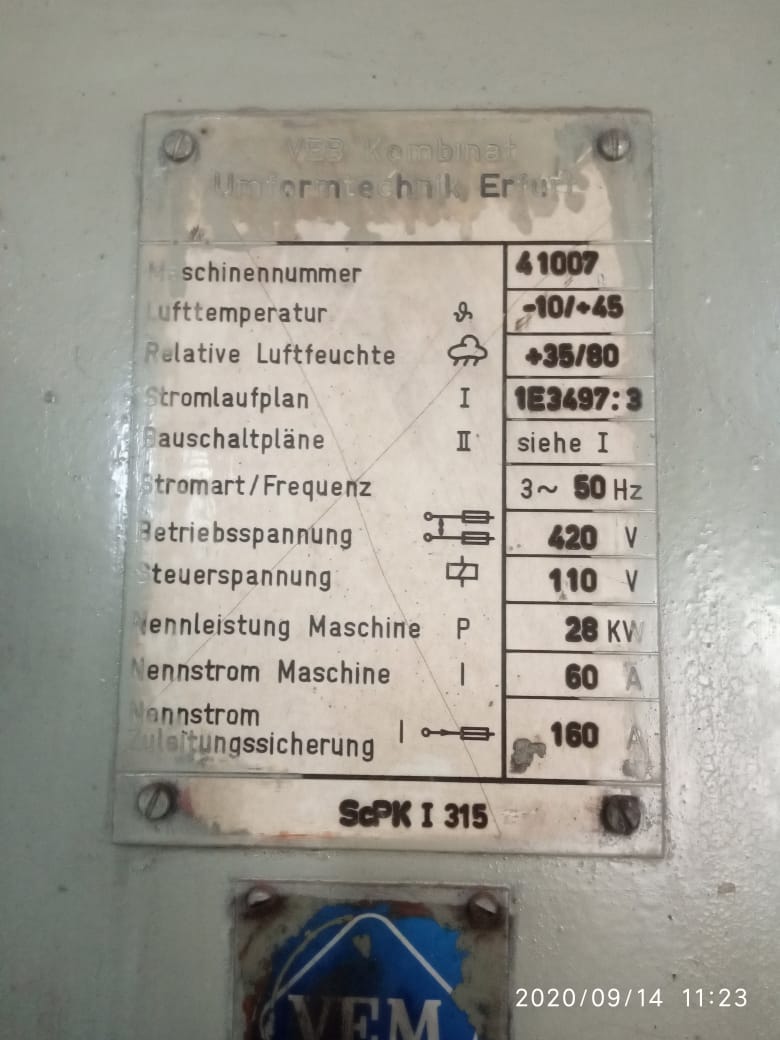 VEB Kombinat
Umformtechnik Erfurt
Maschinennummer 41007
Lufttemperatur ϑ -10/+45
Relative Luftfeuchte +35/80
Stromlaufplan I 1E3497:3
Bauschaltpläne II siehe I
Stromart/Frequenz 3~ 50 Hz
Betriebsspannung 420 V
Steuerspannung 110 V
Nennleistung Maschine P 28 KW
Nennstrom Maschine I 60 A
Nennstrom
Zuleitungssicherung I 160 A
ScPK I 315
VEM
2020/09/14 11:23